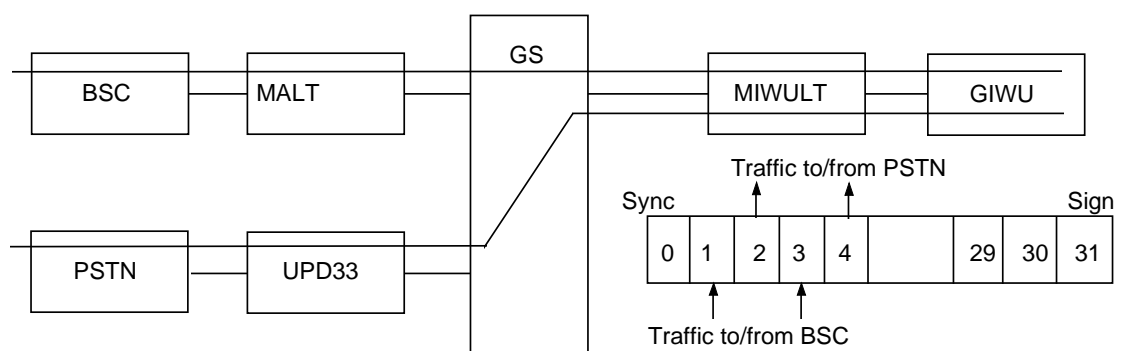 GS
BSC
MALT
MIWULT
GIWU
Traffic to/from PSTN
Sync
Sign
0 1 2 3 4 29 30 31
PSTN
UPD33
Traffic to/from BSC